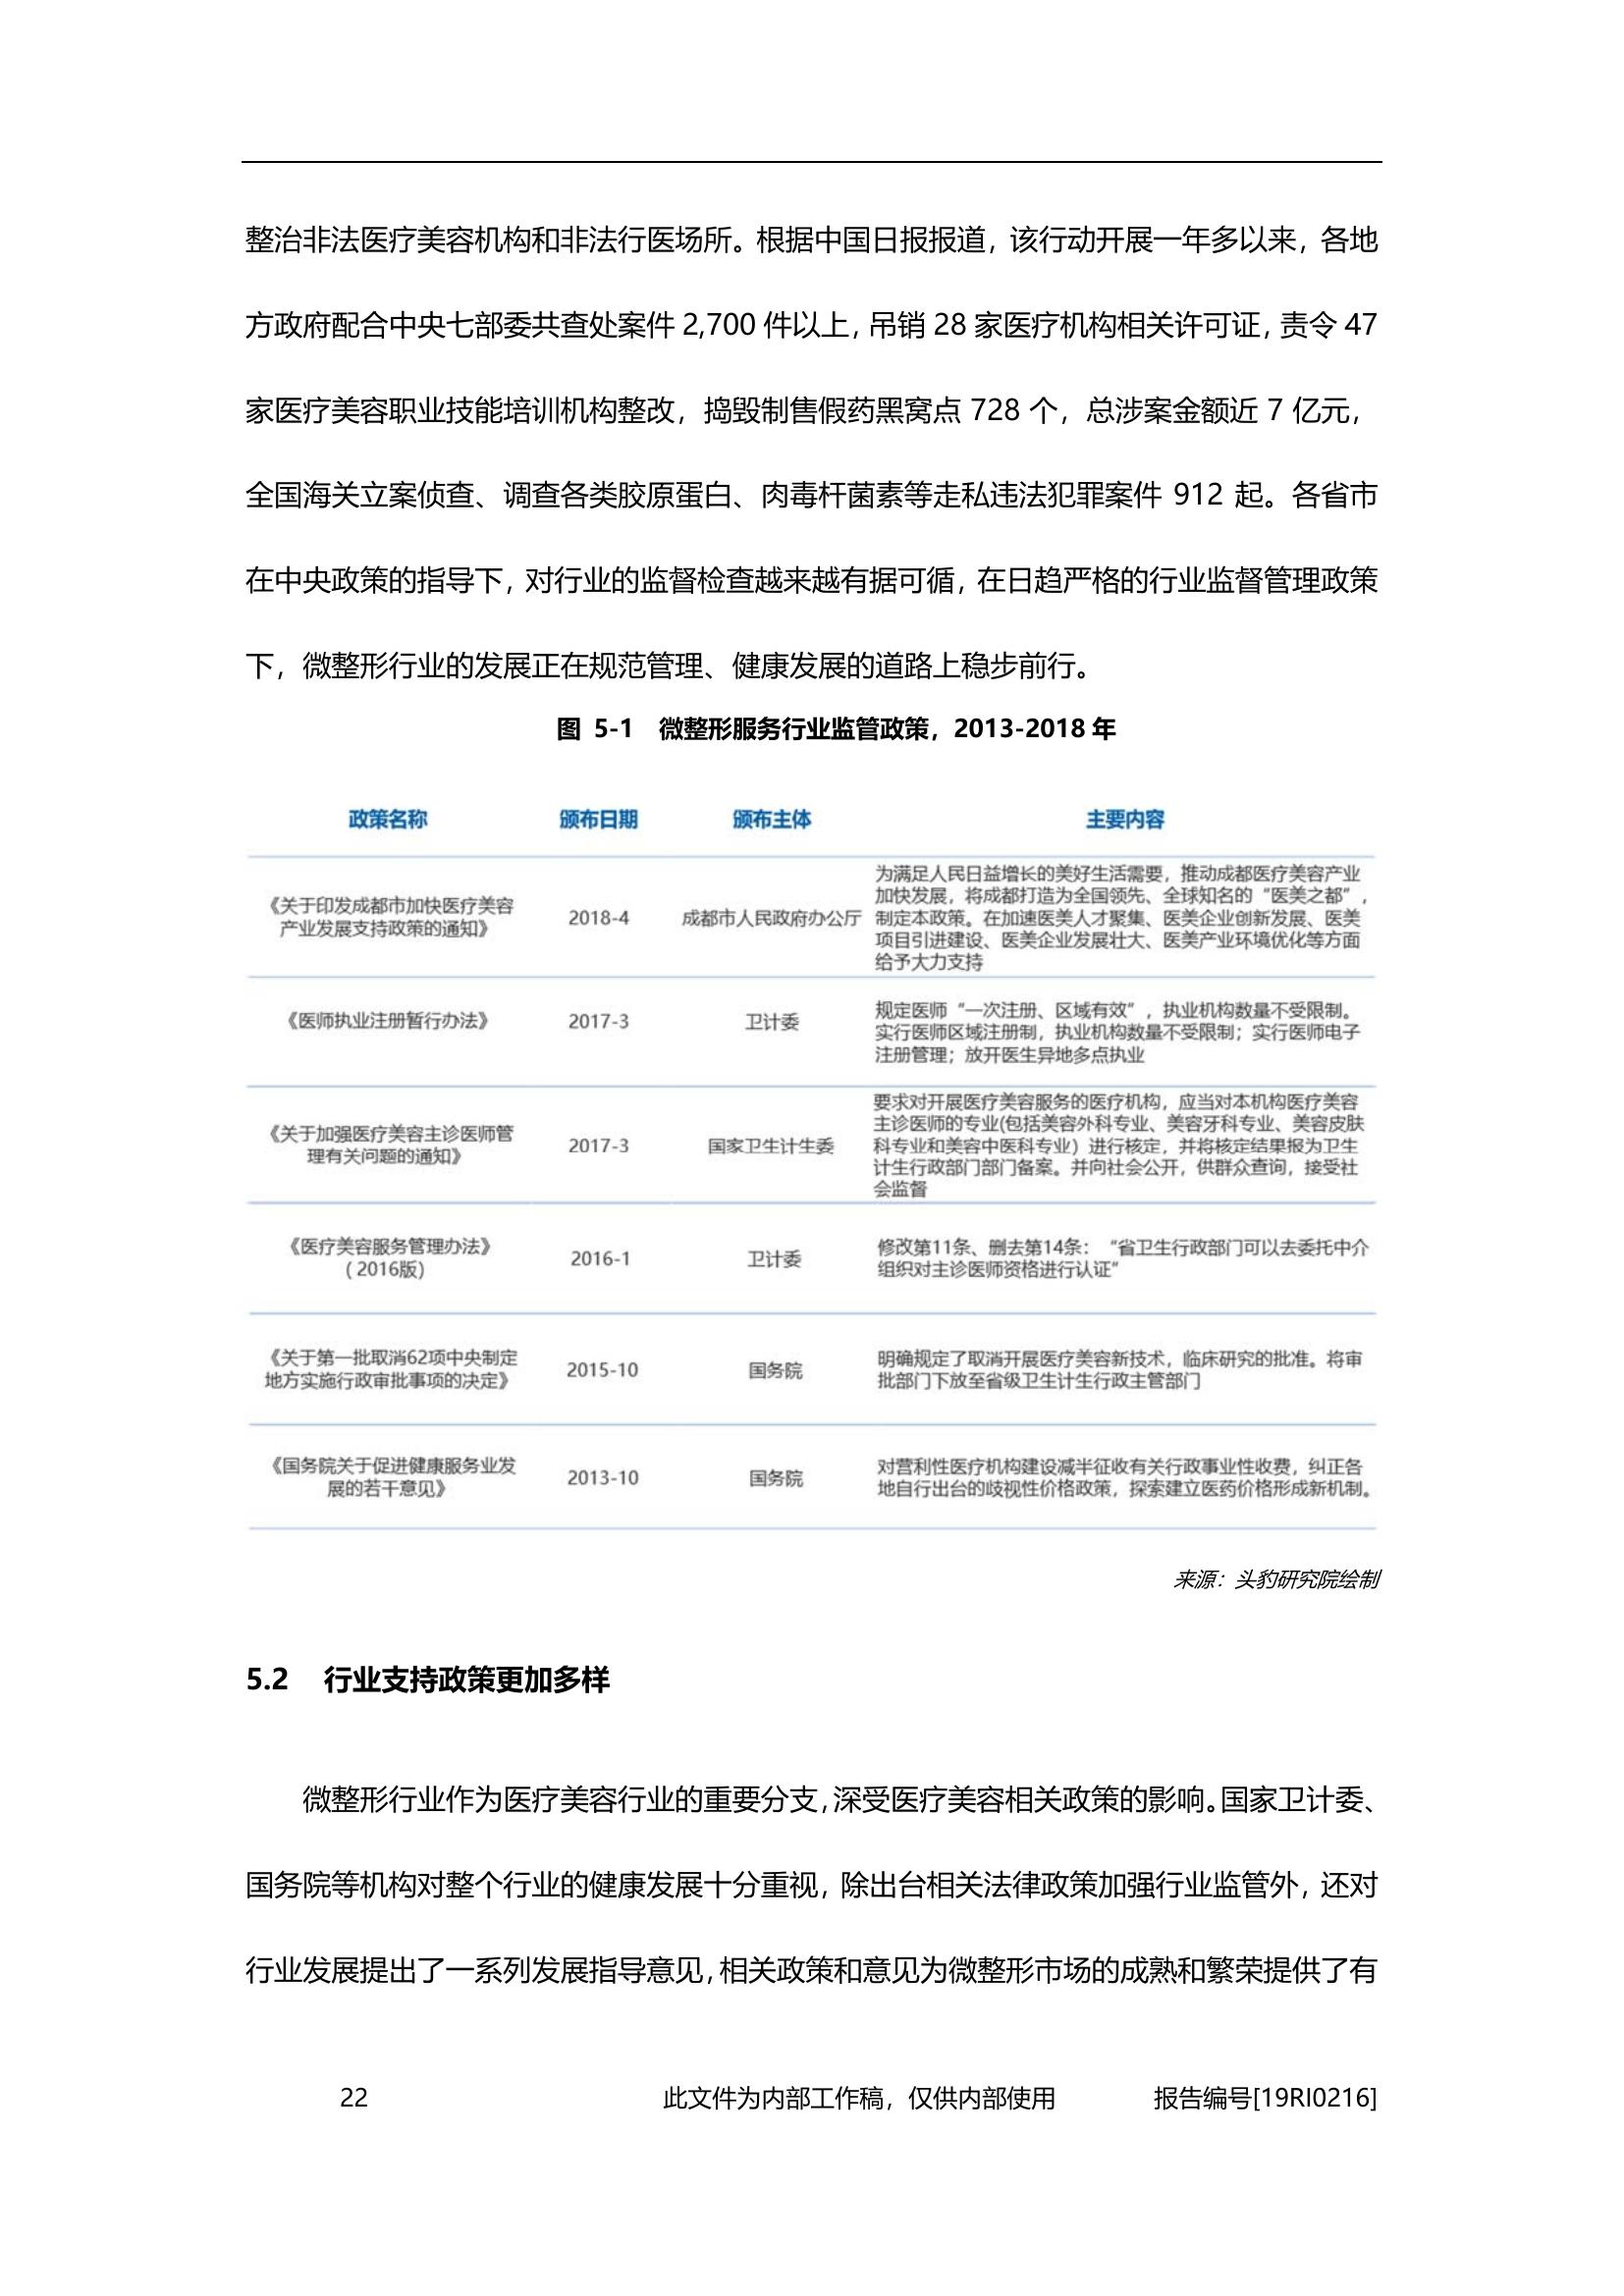 整治非法医疗美容机构和非法行医场所。根据中国日报报道，该行动开展一年多以来，各地
方政府配合中央七部委共查处案件 2,700 件以上，吊销 28 家医疗机构相关许可证，责令 47
家医疗美容职业技能培训机构整改，捣毁制售假药黑窝点 728 个，总涉案金额近 7 亿元，
全国海关立案侦查、调查各类胶原蛋白、肉毒杆菌素等走私违法犯罪案件 912 起。各省市
在中央政策的指导下，对行业的监督检查越来越有据可循，在日趋严格的行业监督管理政策
下，微整形行业的发展正在规范管理、健康发展的道路上稳步前行。
图 5-1 微整形服务行业监管政策，2013-2018 年
政策名称 颁布日期 颁布主体 主要内容
《关于印发成都市加快医疗美容
产业发展支持政策的通知》
2018-4
成都市人民政府办公厅
为满足人民日益增长的美好生活需要，推动成都医疗美容产业
加快发展，将成都打造为全国领先、全球知名的“医美之都”，
制定本政策。在加速医美人才聚集、医美企业创新发展、医美
项目引进建设、医美企业发展壮大、医美产业环境优化等方面
给予大力支持
《医师执业注册暂行办法》
2017-3
卫计委
规定医师“一次注册、区域有效”，执业机构数量不受限制。
实行医师区域注册制，执业机构数量不受限制；实行医师电子
注册管理；放开医生异地多点执业
《关于加强医疗美容主诊医师管
理有关问题的通知》
2017-3
国家卫生计生委
要求对开展医疗美容服务的医疗机构，应当对本机构医疗美容
主诊医师的专业(包括美容外科专业、美容牙科专业、美容皮肤
科专业和美容中医科专业）进行核定，并将核定结果报为卫生
计生行政部门部门备案。并向社会公开，供群众查询，接受社
会监督
《医疗美容服务管理办法》
（2016版）
2016-1
卫计委
修改第11条、删去第14条：“省卫生行政部门可以去委托中介
组织对主诊医师资格进行认证”
《关于第一批取消62项中央制定
地方实施行政审批事项的决定》
2015-10
国务院
明确规定了取消开展医疗美容新技术，临床研究的批准。将审
批部门下放至省级卫生计生行政主管部门
《国务院关于促进健康服务业发
展的若干意见》
2013-10
国务院
对营利性医疗机构建设减半征收有关行政事业性收费，纠正各
地自行出台的歧视性价格政策，探索建立医药价格形成新机制。
来源：头豹研究院绘制
5.2 行业支持政策更加多样
微整形行业作为医疗美容行业的重要分支，深受医疗美容相关政策的影响。国家卫计委、
国务院等机构对整个行业的健康发展十分重视，除出台相关法律政策加强行业监管外，还对
行业发展提出了一系列发展指导意见，相关政策和意见为微整形市场的成熟和繁荣提供了有
22 此文件为内部工作稿，仅供内部使用 报告编号[19RI0216]